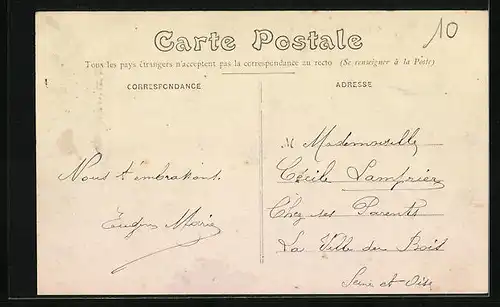 Carte Postale
10
Tous les pays étrangers n'acceptent pas la correspondance au recto (Se renseigner à la Poste)
CORRESPONDANCE
ADRESSE
M Mademoiselle
Cécile Lamprier
Chez ses Parents
La Ville du Bois
Seine et Oise
Nous t'embrassons.
Marie